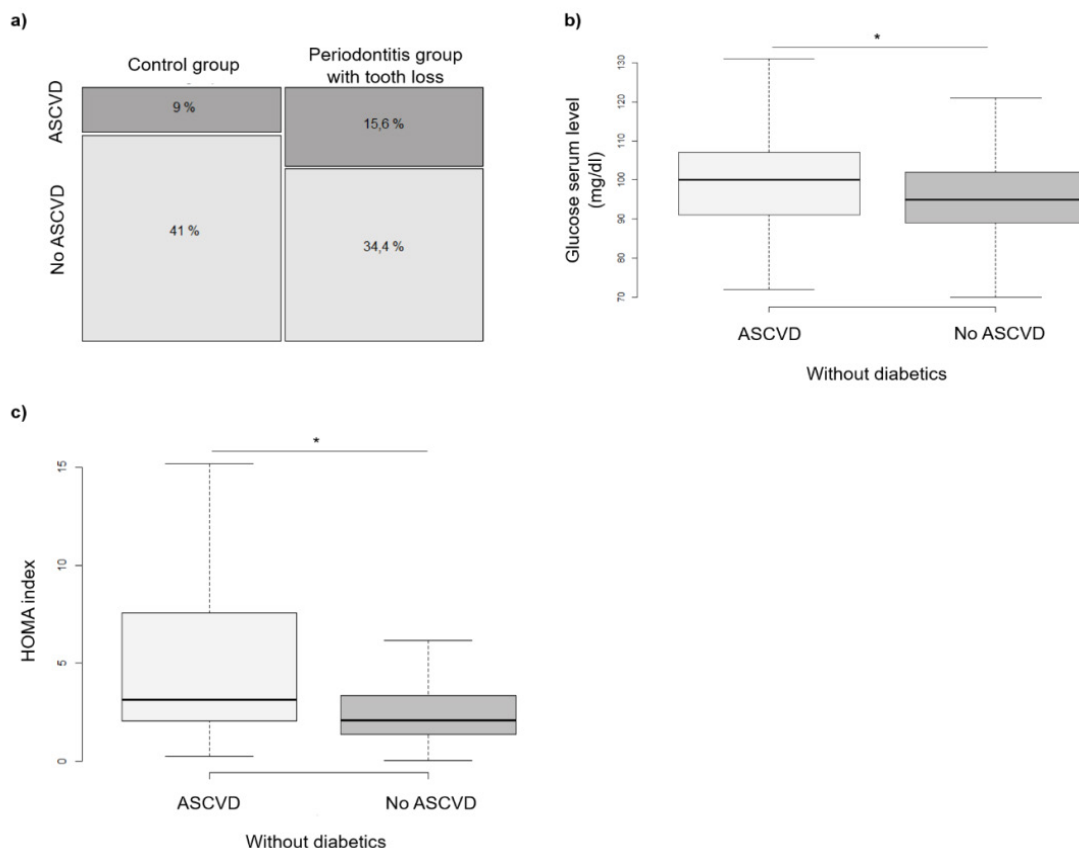 a)
Control group
Periodontitis group
with tooth loss
ASCVD
9 %
15,6 %
No ASCVD
41 %
34,4 %
b)
*
Glucose serum level
(mg/dl)
130
120
110
100
90
80
70
ASCVD
No ASCVD
Without diabetics
c)
*
HOMA index
15
10
5
0
ASCVD
No ASCVD
Without diabetics